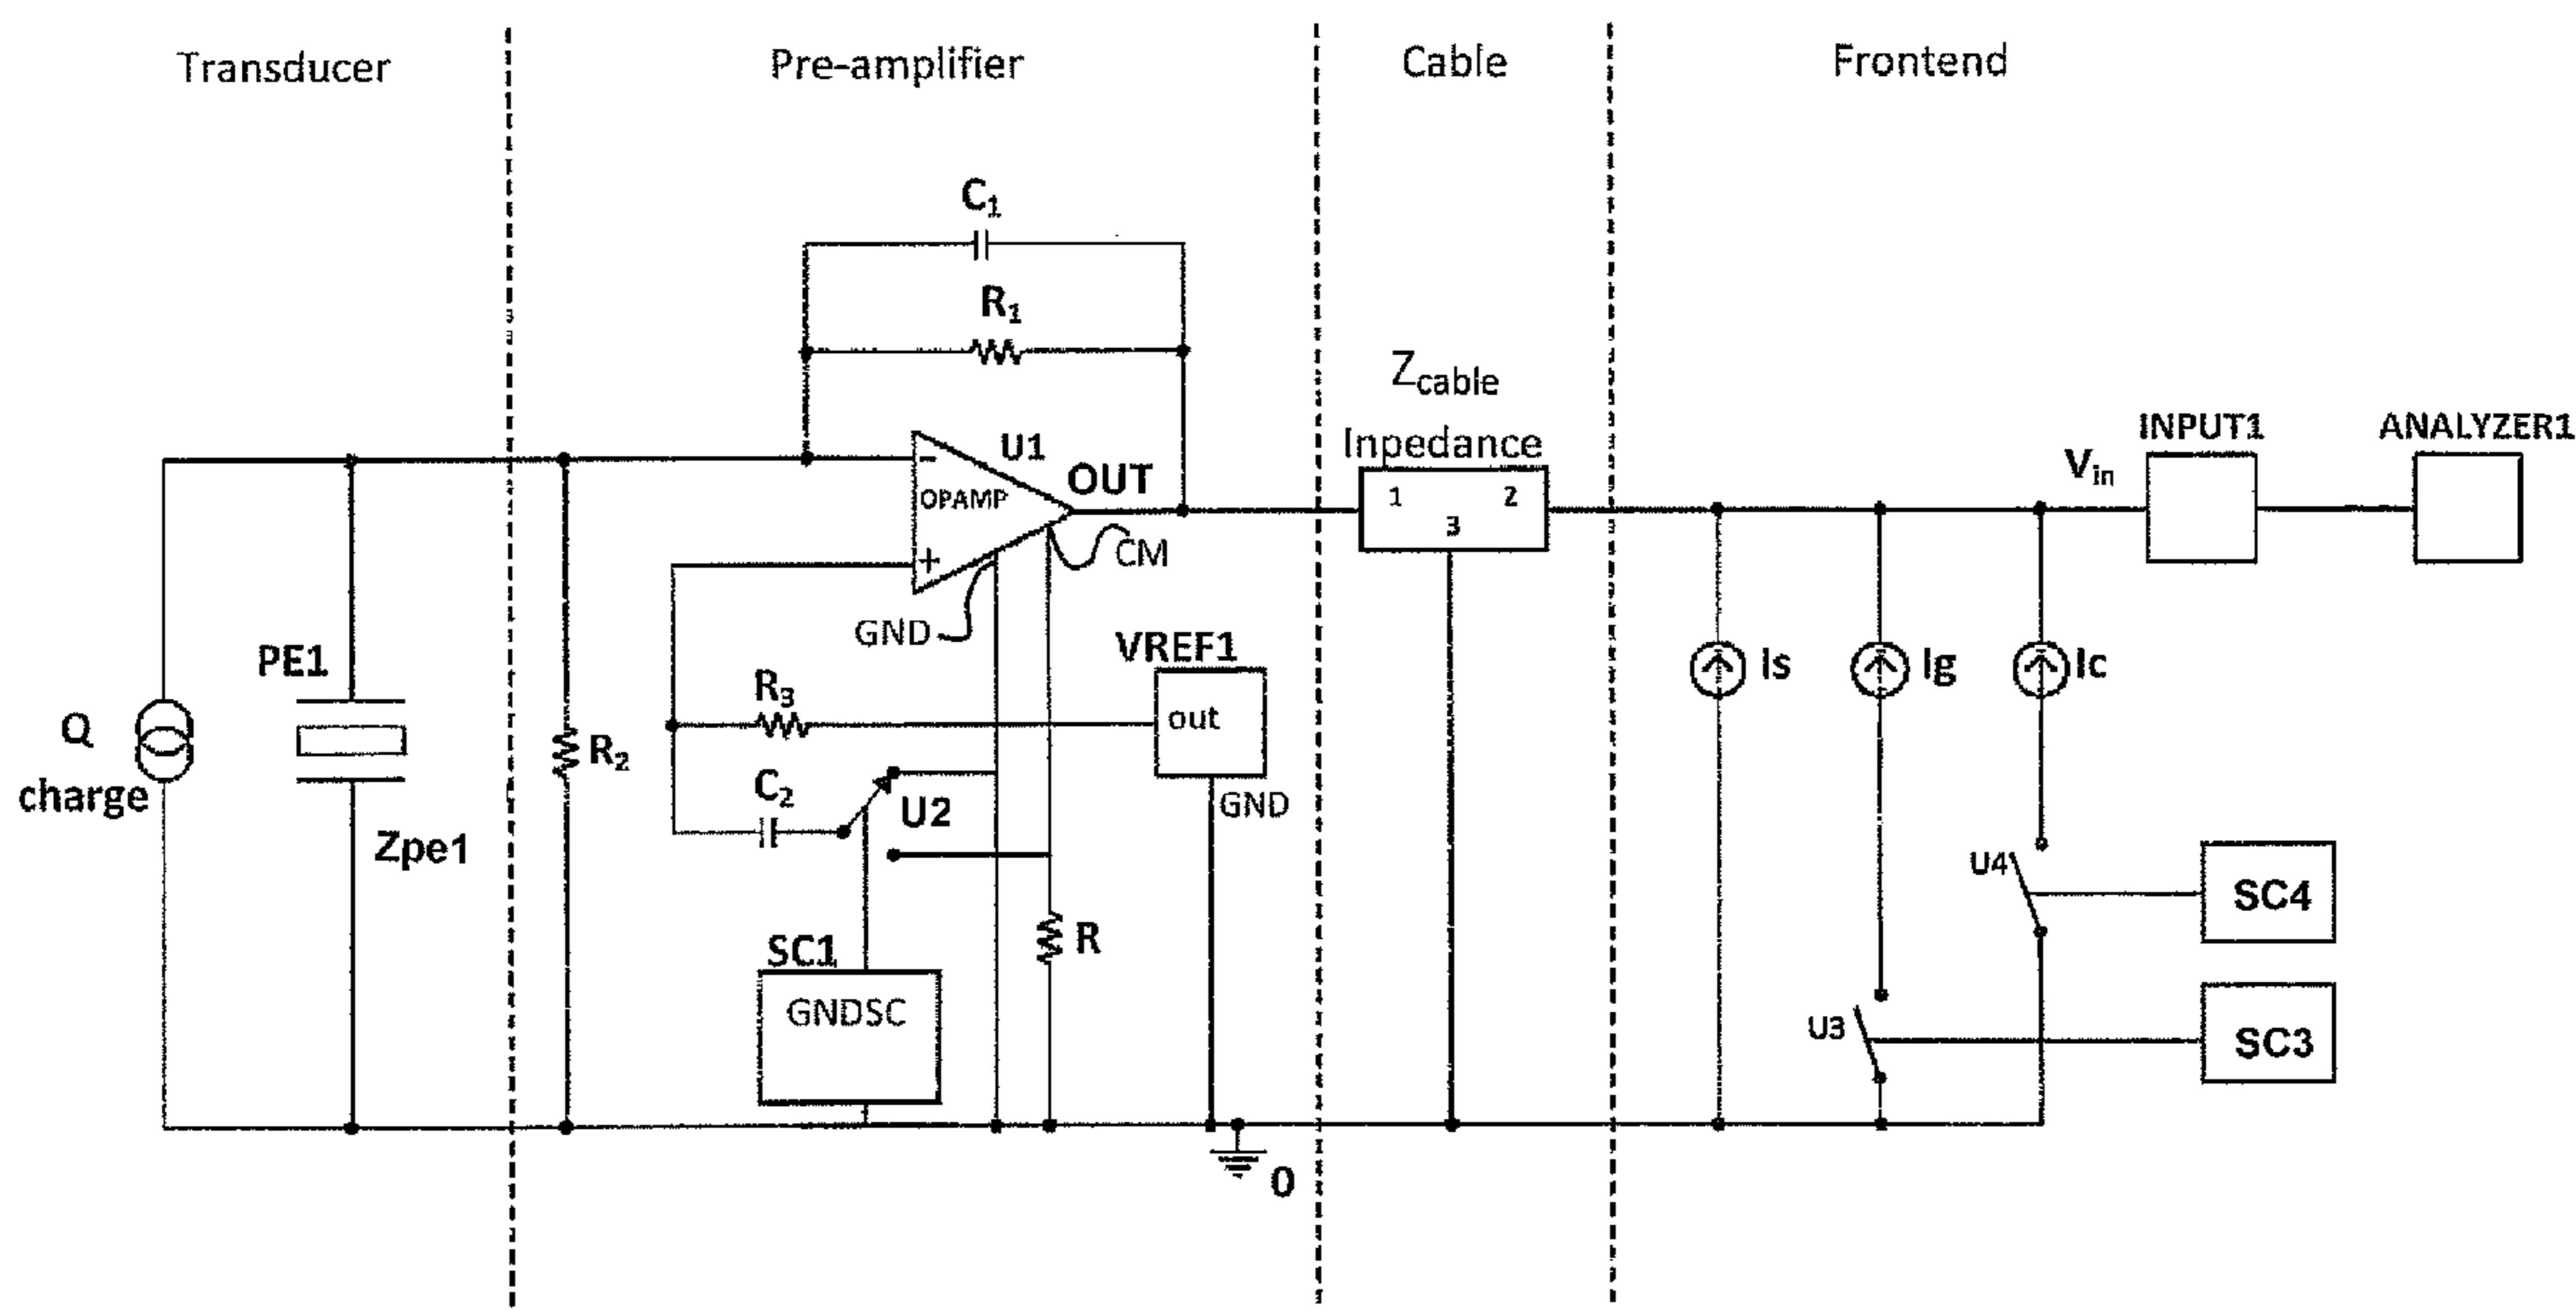 Transducer
Pre-amplifier
Cable
Frontend
C1
R1
Zcable
Inpedance
1 2
3
U1
OPAMP
OUT
-
+
CM
GND
INPUT1
ANALYZER1
Vin
PE1
Q
charge
Zpe1
R2
R3
VREF1
out
GND
C2
U2
SC1
GNDSC
R
0
Is
Ig
Ic
U4
SC4
U3
SC3